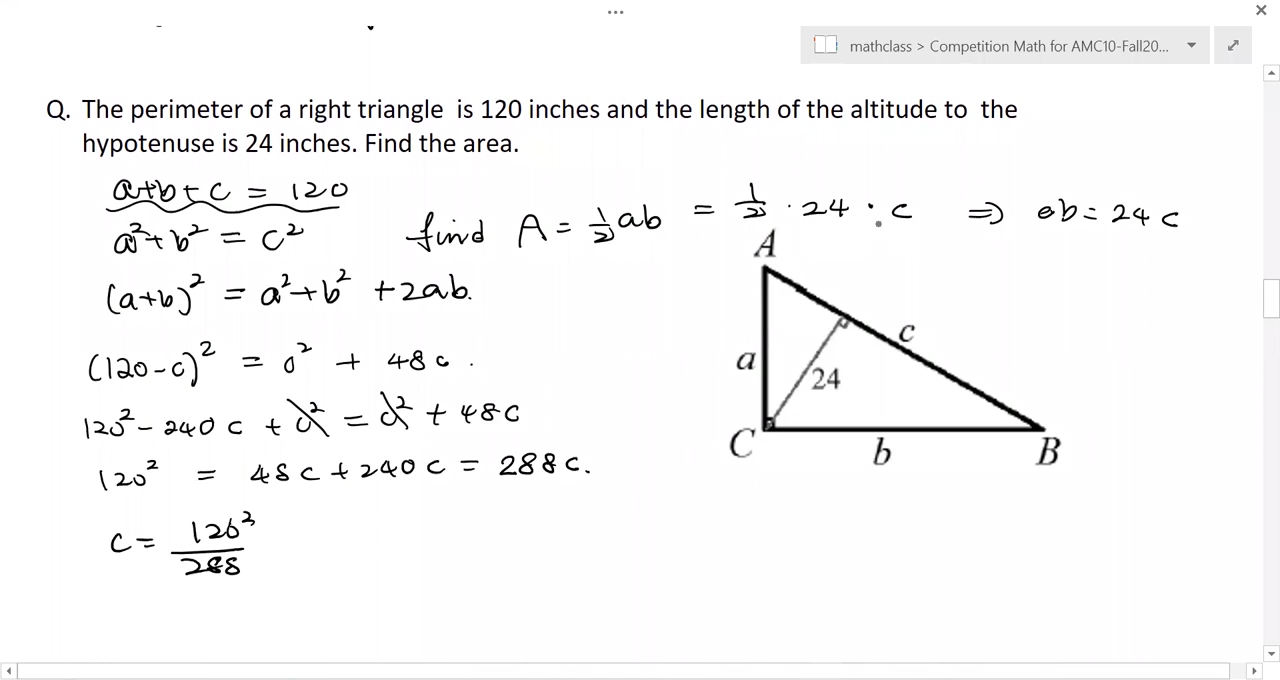 mathclass > Competition Math for AMC10-Fall20...
Q. The perimeter of a right triangle is 120 inches and the length of the altitude to the
hypotenuse is 24 inches. Find the area.
a+b+c = 120
a²+b² = c²
find A = ½ab = ½ · 24 · c ⇒ ab = 24c
(a+b)² = a²+b² +2ab.
(120-c)² = c² + 48c.
120² - 240c + c² = c² + 48c
120² = 48c + 240c = 288c.
c = 120²/288
A
a
c
24
C
b
B